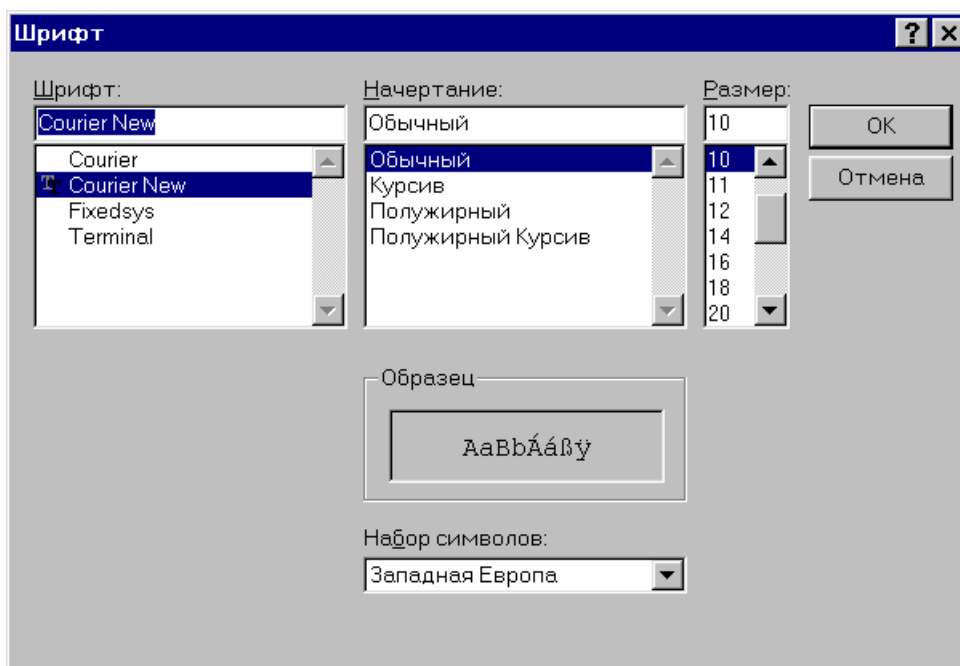 Шрифт
Шрифт:
Courier New
Courier
Courier New
Fixedsys
Terminal
Начертание:
Обычный
Обычный
Курсив
Полужирный
Полужирный Курсив
Размер:
10
10
11
12
14
16
18
20
OK
Отмена
Образец
AaBbÁáßÿ
Набор символов:
Западная Европа